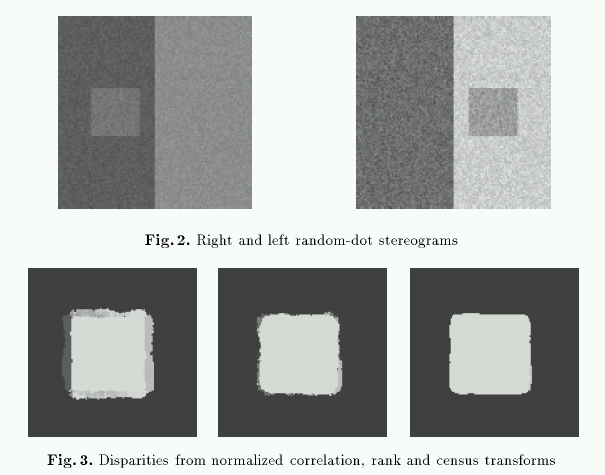 Fig. 2. Right and left random-dot stereograms
Fig. 3. Disparities from normalized correlation, rank and census transforms